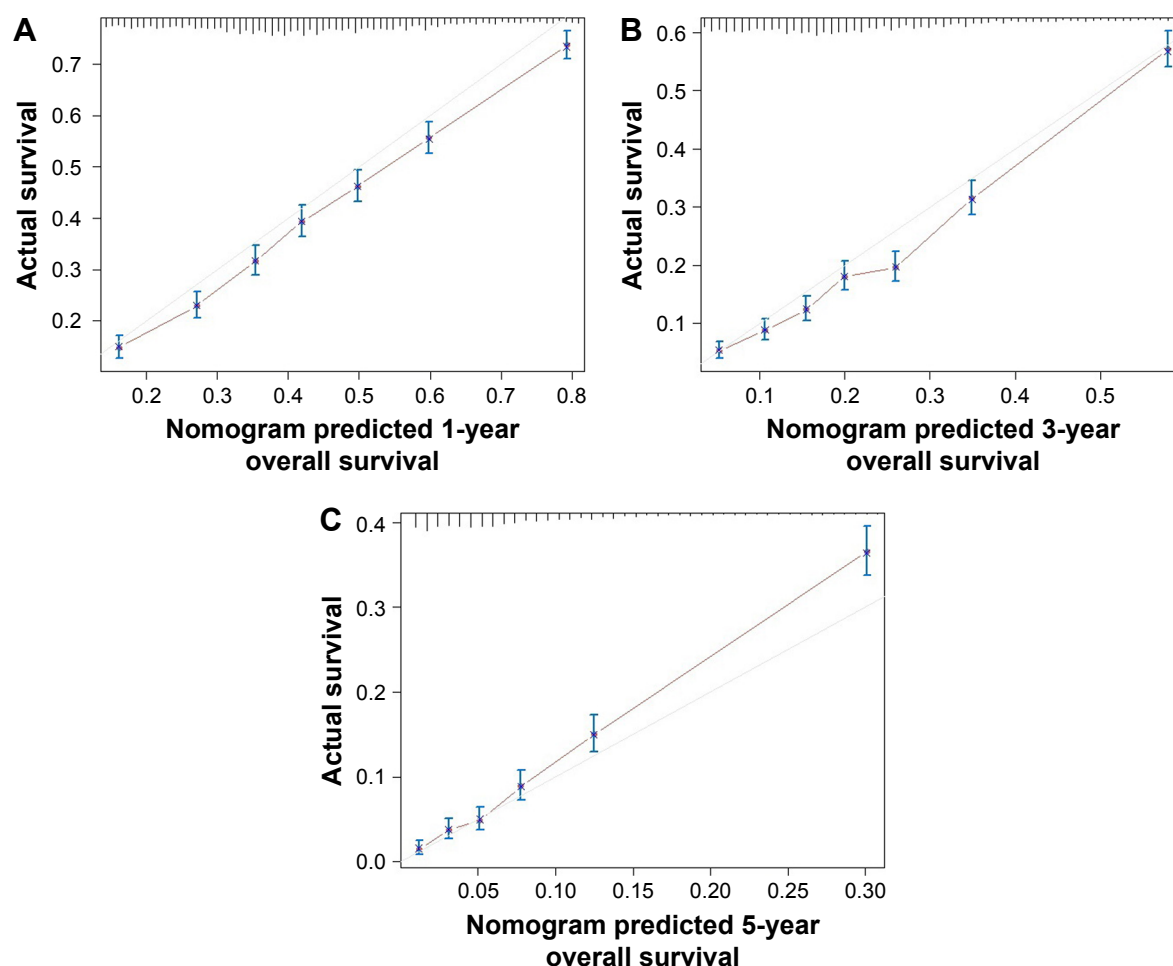 A
Actual survival
0.7
0.6
0.5
0.4
0.3
0.2
0.2 0.3 0.4 0.5 0.6 0.7 0.8
Nomogram predicted 1-year
overall survival
B
Actual survival
0.6
0.5
0.4
0.3
0.2
0.1
0.1 0.2 0.3 0.4 0.5
Nomogram predicted 3-year
overall survival
C
Actual survival
0.4
0.3
0.2
0.1
0.0
0.05 0.10 0.15 0.20 0.25 0.30
Nomogram predicted 5-year
overall survival